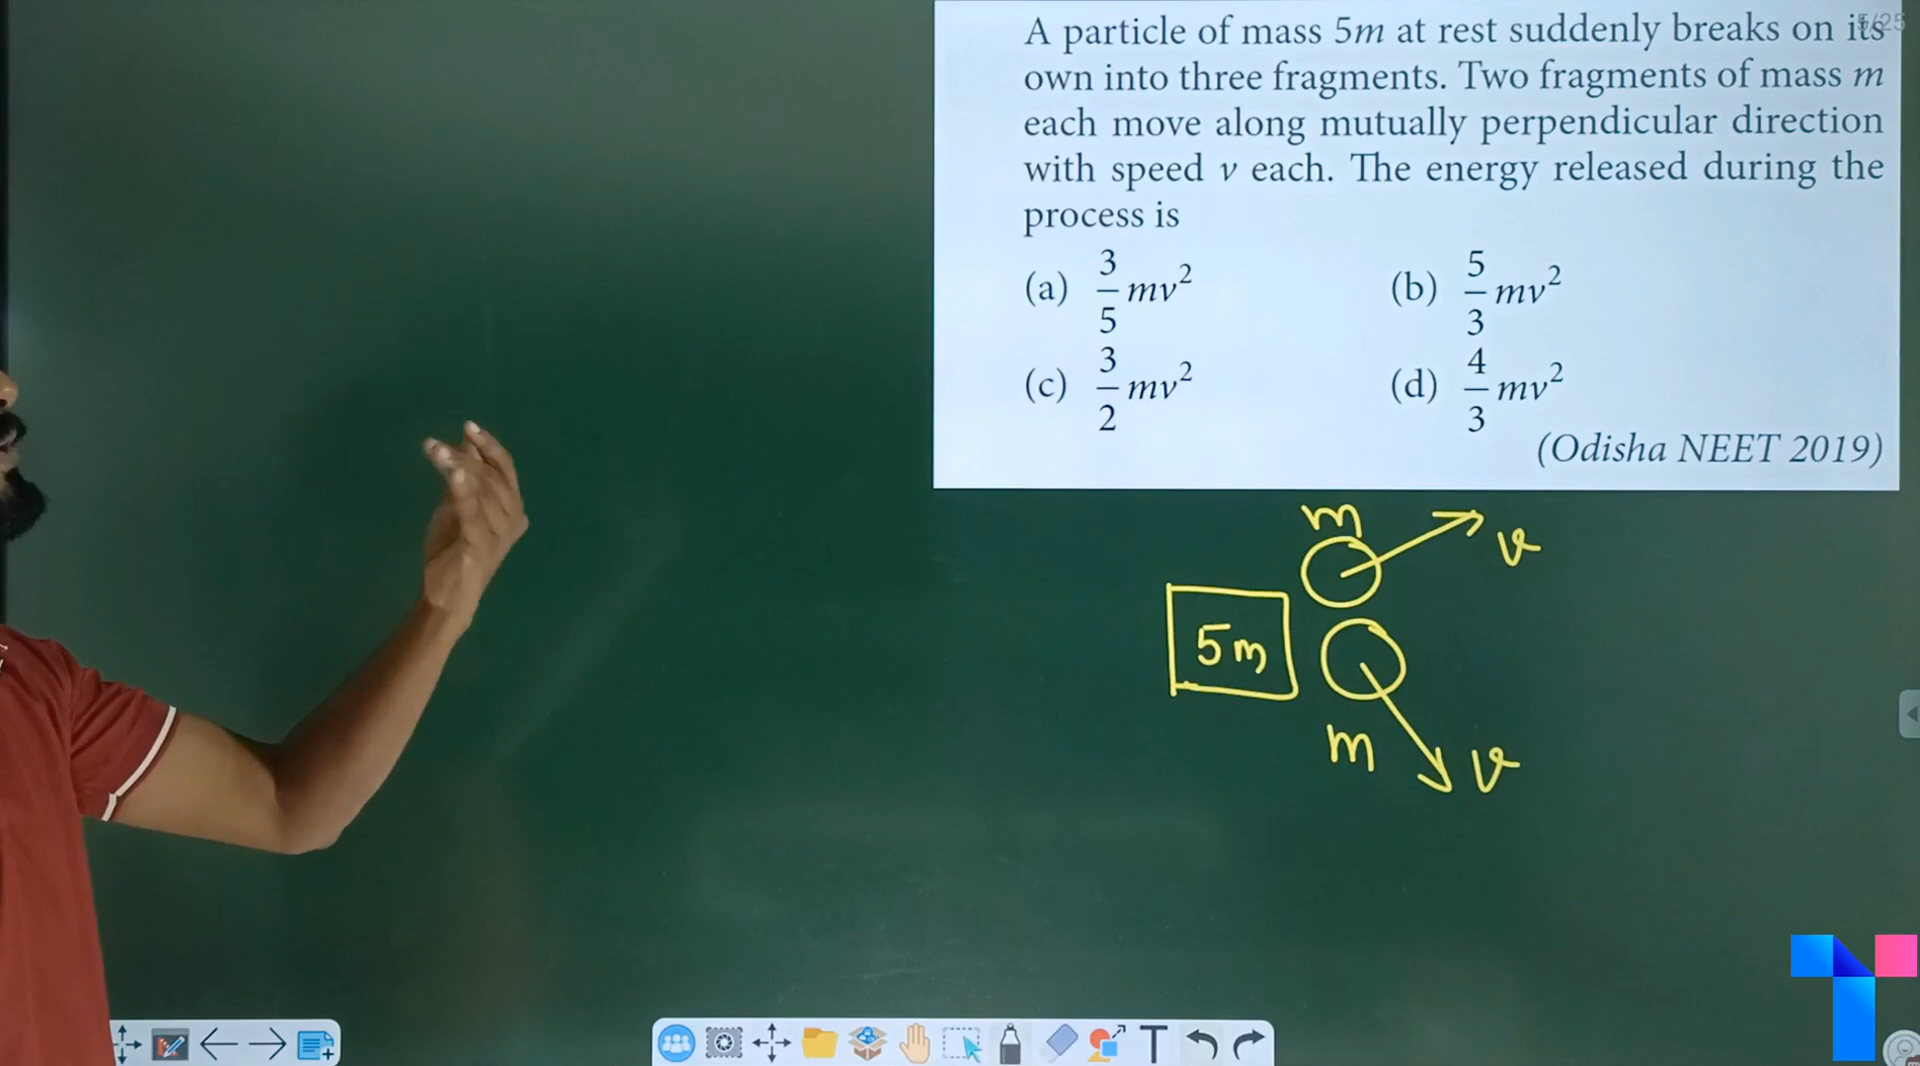 A particle of mass 5m at rest suddenly breaks on its
own into three fragments. Two fragments of mass m
each move along mutually perpendicular direction
with speed v each. The energy released during the
process is
(a) 3/5 mv² (b) 5/3 mv²
(c) 3/2 mv² (d) 4/3 mv²
(Odisha NEET 2019)
m
v
5m
m
v
T